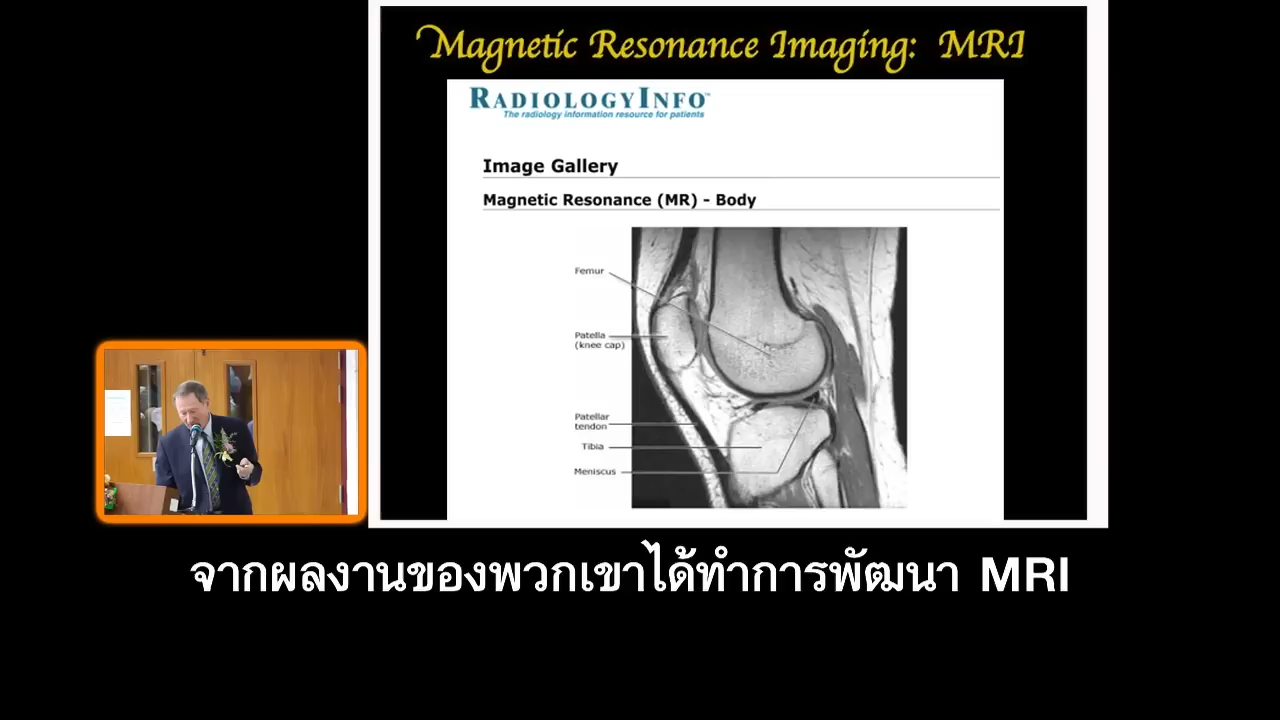 Magnetic Resonance Imaging: MRI
RADIOLOGYINFO™
The radiology information resource for patients
Image Gallery
Magnetic Resonance (MR) - Body
Femur
Patella
(knee cap)
Patellar
tendon
Tibia
Meniscus
จากผลงานของพวกเขาได้ทำการพัฒนา MRI